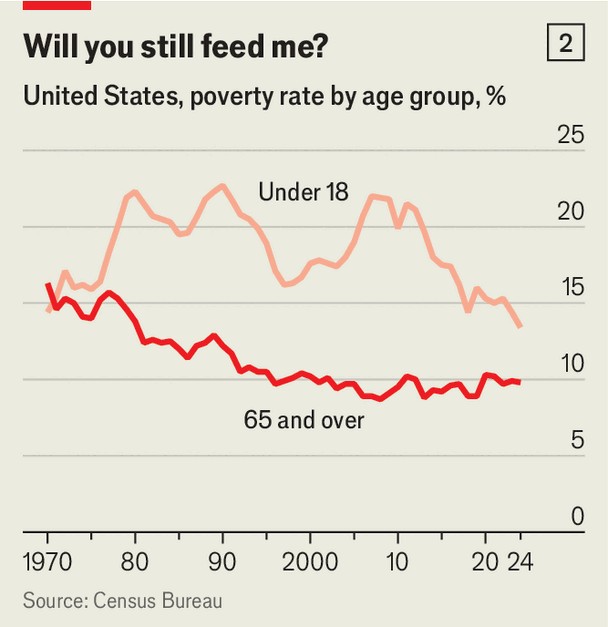 Will you still feed me?
2
United States, poverty rate by age group, %
25
Under 18
20
15
10
65 and over
5
0
1970 80 90 2000 10 20 24
Source: Census Bureau